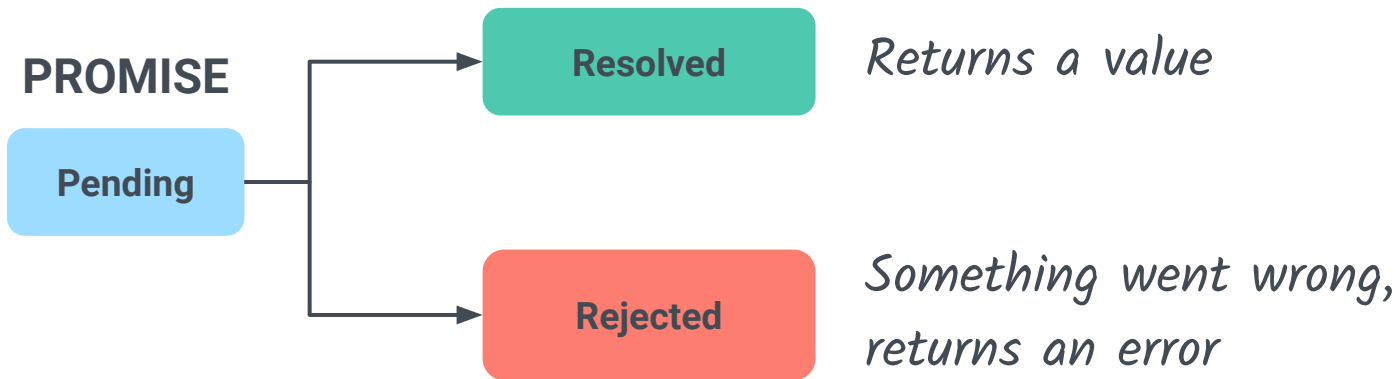 PROMISE
Pending
Resolved
Returns a value
Rejected
Something went wrong,
returns an error